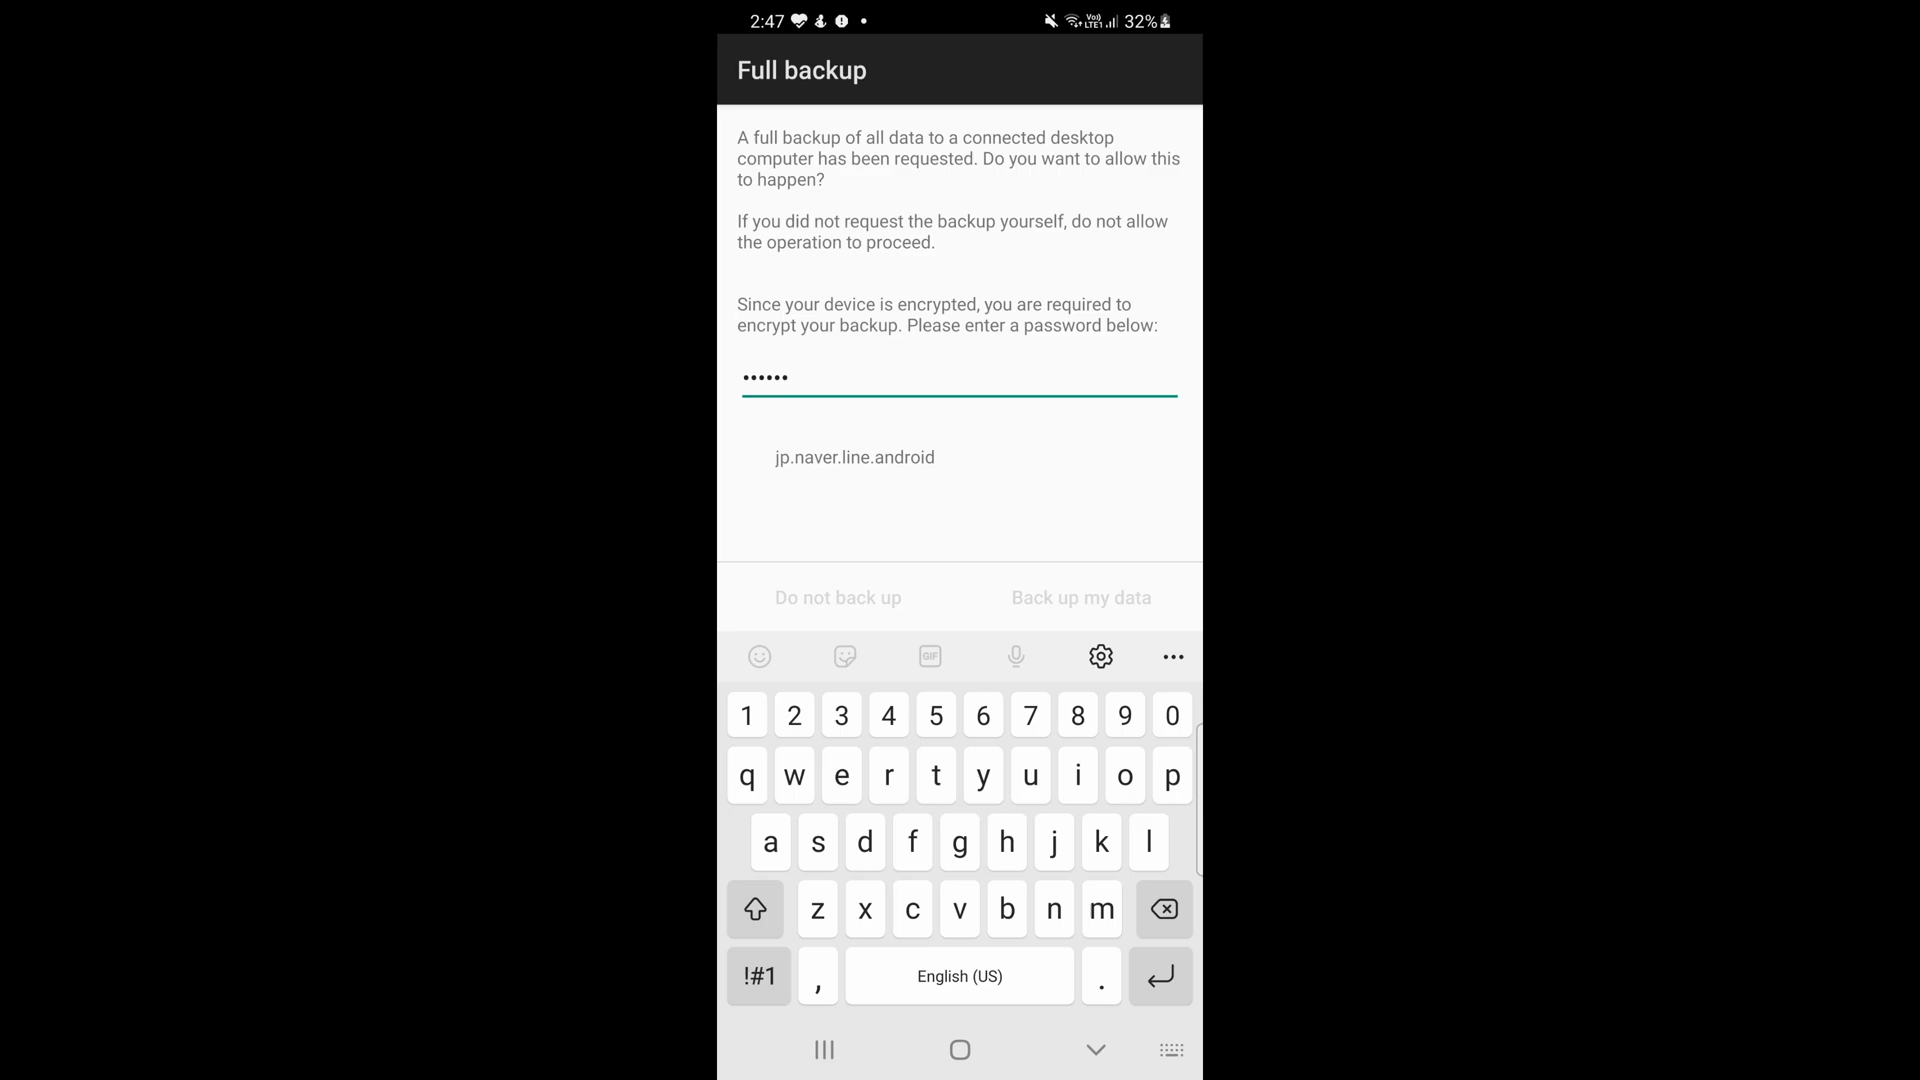 2:47
Vo)) LTE1 32%
Full backup
A full backup of all data to a connected desktop
computer has been requested. Do you want to allow this
to happen?
If you did not request the backup yourself, do not allow
the operation to proceed.
Since your device is encrypted, you are required to
encrypt your backup. Please enter a password below:
••••••
jp.naver.line.android
Do not back up Back up my data
GIF
1 2 3 4 5 6 7 8 9 0
q w e r t y u i o p
a s d f g h j k l
z x c v b n m
!#1 , English (US) .